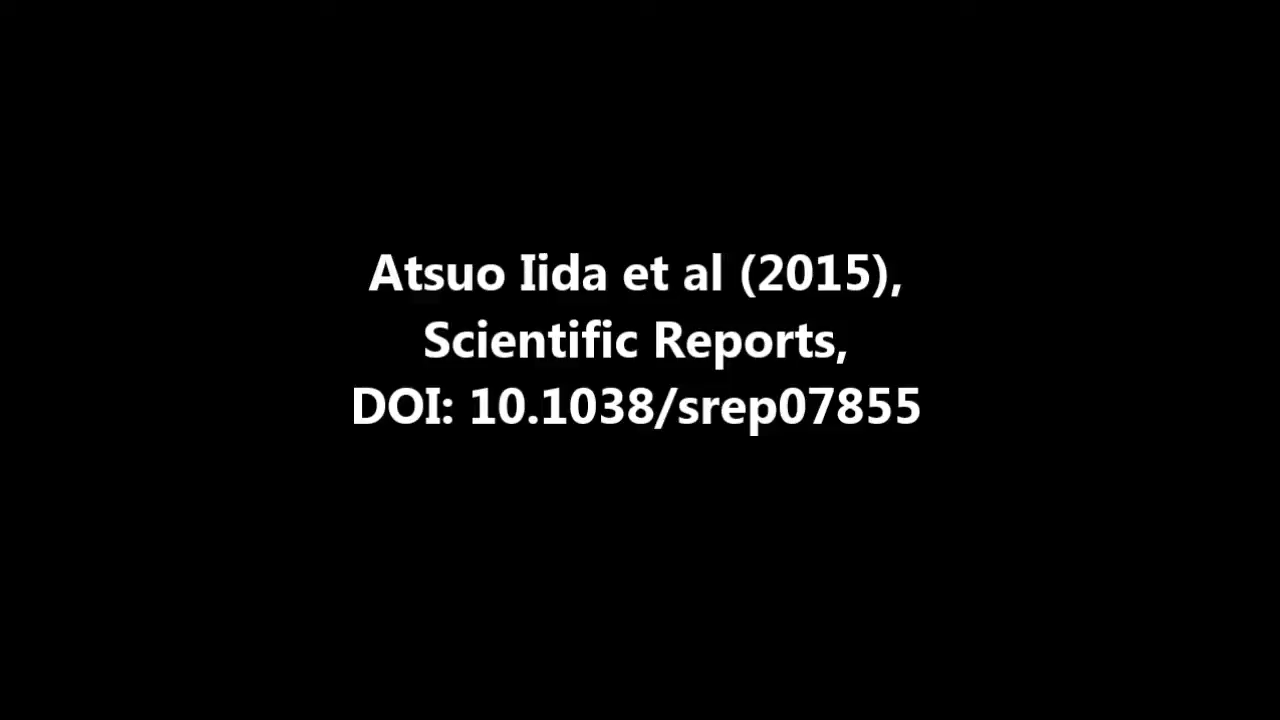 Atsuo Iida et al (2015),
Scientific Reports,
DOI: 10.1038/srep07855